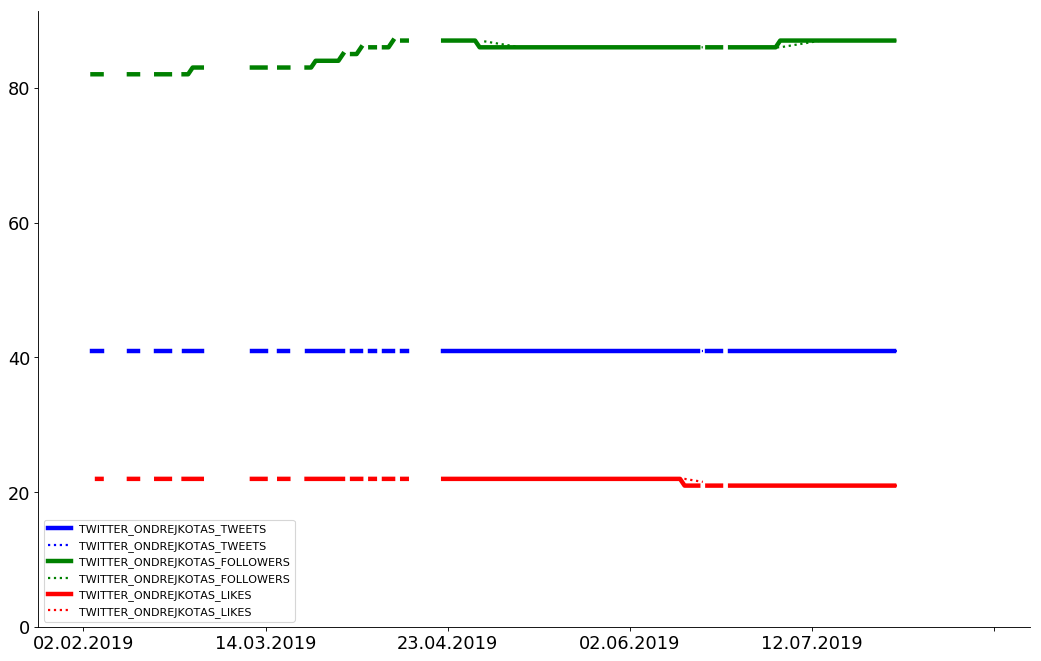 80
60
40
20
0
TWITTER_ONDREJKOTAS_TWEETS
TWITTER_ONDREJKOTAS_TWEETS
TWITTER_ONDREJKOTAS_FOLLOWERS
TWITTER_ONDREJKOTAS_FOLLOWERS
TWITTER_ONDREJKOTAS_LIKES
TWITTER_ONDREJKOTAS_LIKES
02.02.2019 14.03.2019 23.04.2019 02.06.2019 12.07.2019